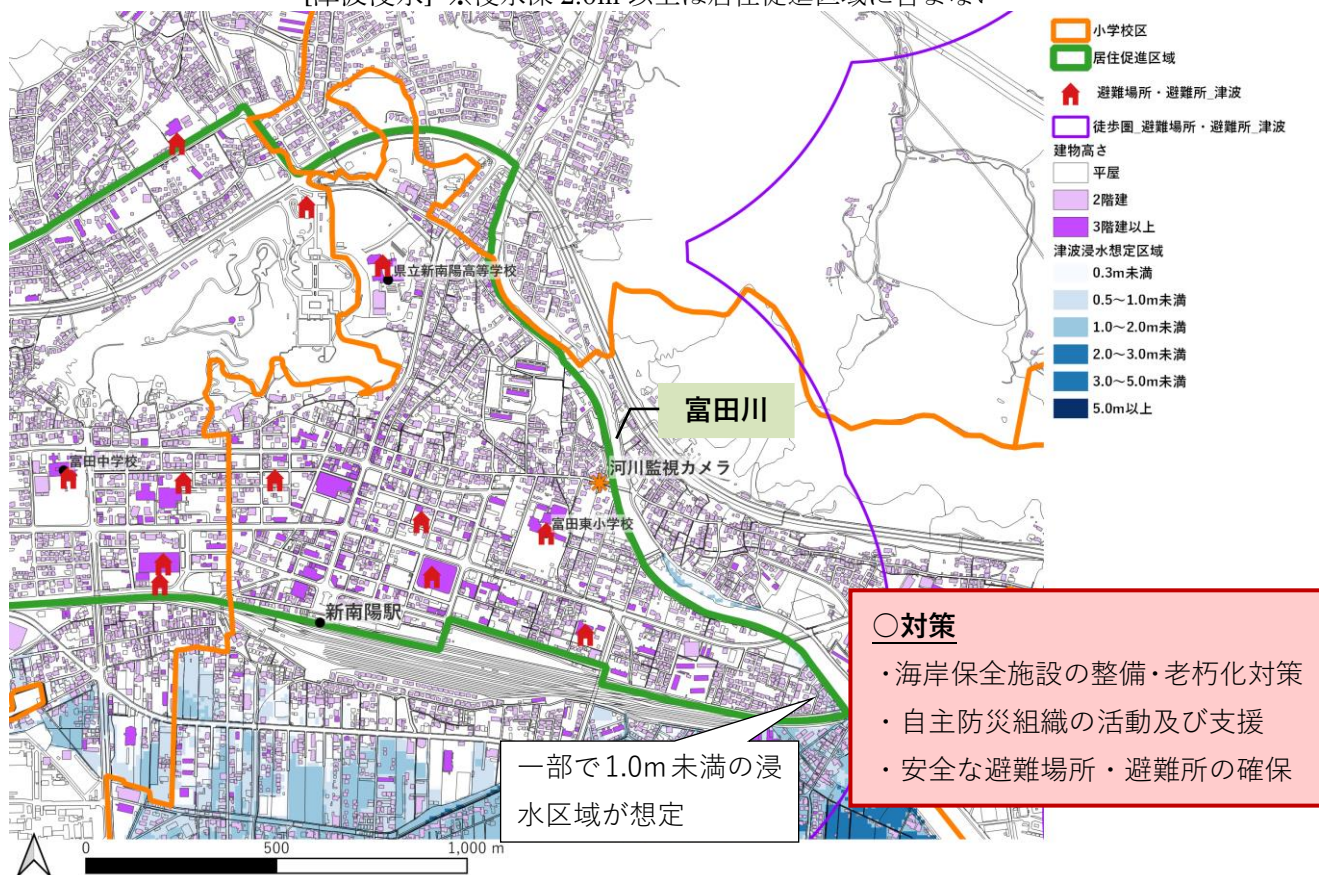 [津波浸水] ※浸水深 2.0m 以上は居住促進区域に含まない
小学校区
居住促進区域
避難場所・避難所_津波
徒歩圏_避難場所・避難所_津波
建物高さ
平屋
2階建
3階建以上
津波浸水想定区域
0.3m未満
0.5～1.0m未満
1.0～2.0m未満
2.0～3.0m未満
3.0～5.0m未満
5.0m以上
県立新南陽高等学校
富田川
河川監視カメラ
富田中学校
富田東小学校
新南陽駅
○対策
・海岸保全施設の整備・老朽化対策
・自主防災組織の活動及び支援
・安全な避難場所・避難所の確保
一部で1.0m未満の浸
水区域が想定
0 500 1,000 m